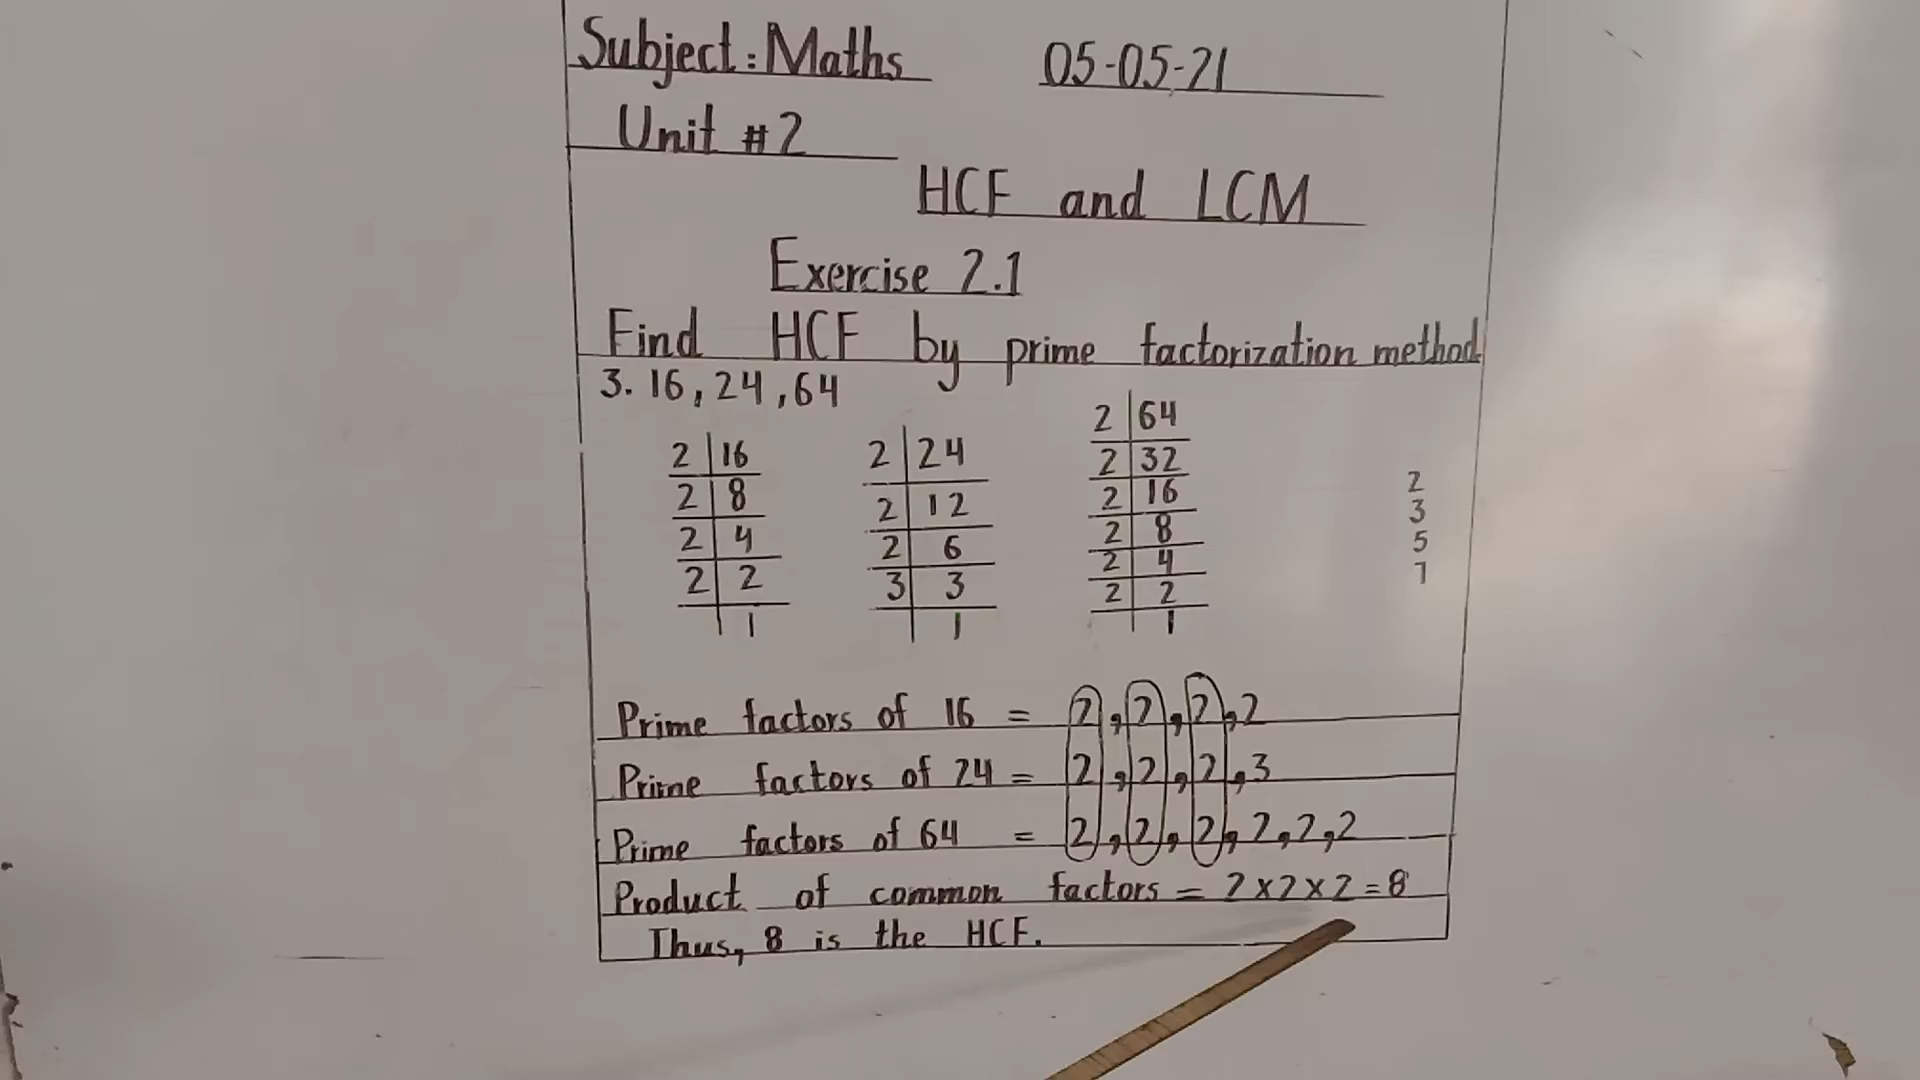 Subject: Maths 05-05-21
Unit #2
HCF and LCM
Exercise 2.1
Find HCF by prime factorization method
3. 16, 24, 64
2 | 16
2 | 8
2 | 4
2 | 2
| 1
2 | 24
2 | 12
2 | 6
3 | 3
| 1
2 | 64
2 | 32
2 | 16
2 | 8
2 | 4
2 | 2
| 1
2
3
5
7
Prime factors of 16 = 2, 2, 2, 2
Prime factors of 24 = 2, 2, 2, 3
Prime factors of 64 = 2, 2, 2, 2, 2, 2
Product of common factors = 2×2×2=8
Thus, 8 is the HCF.